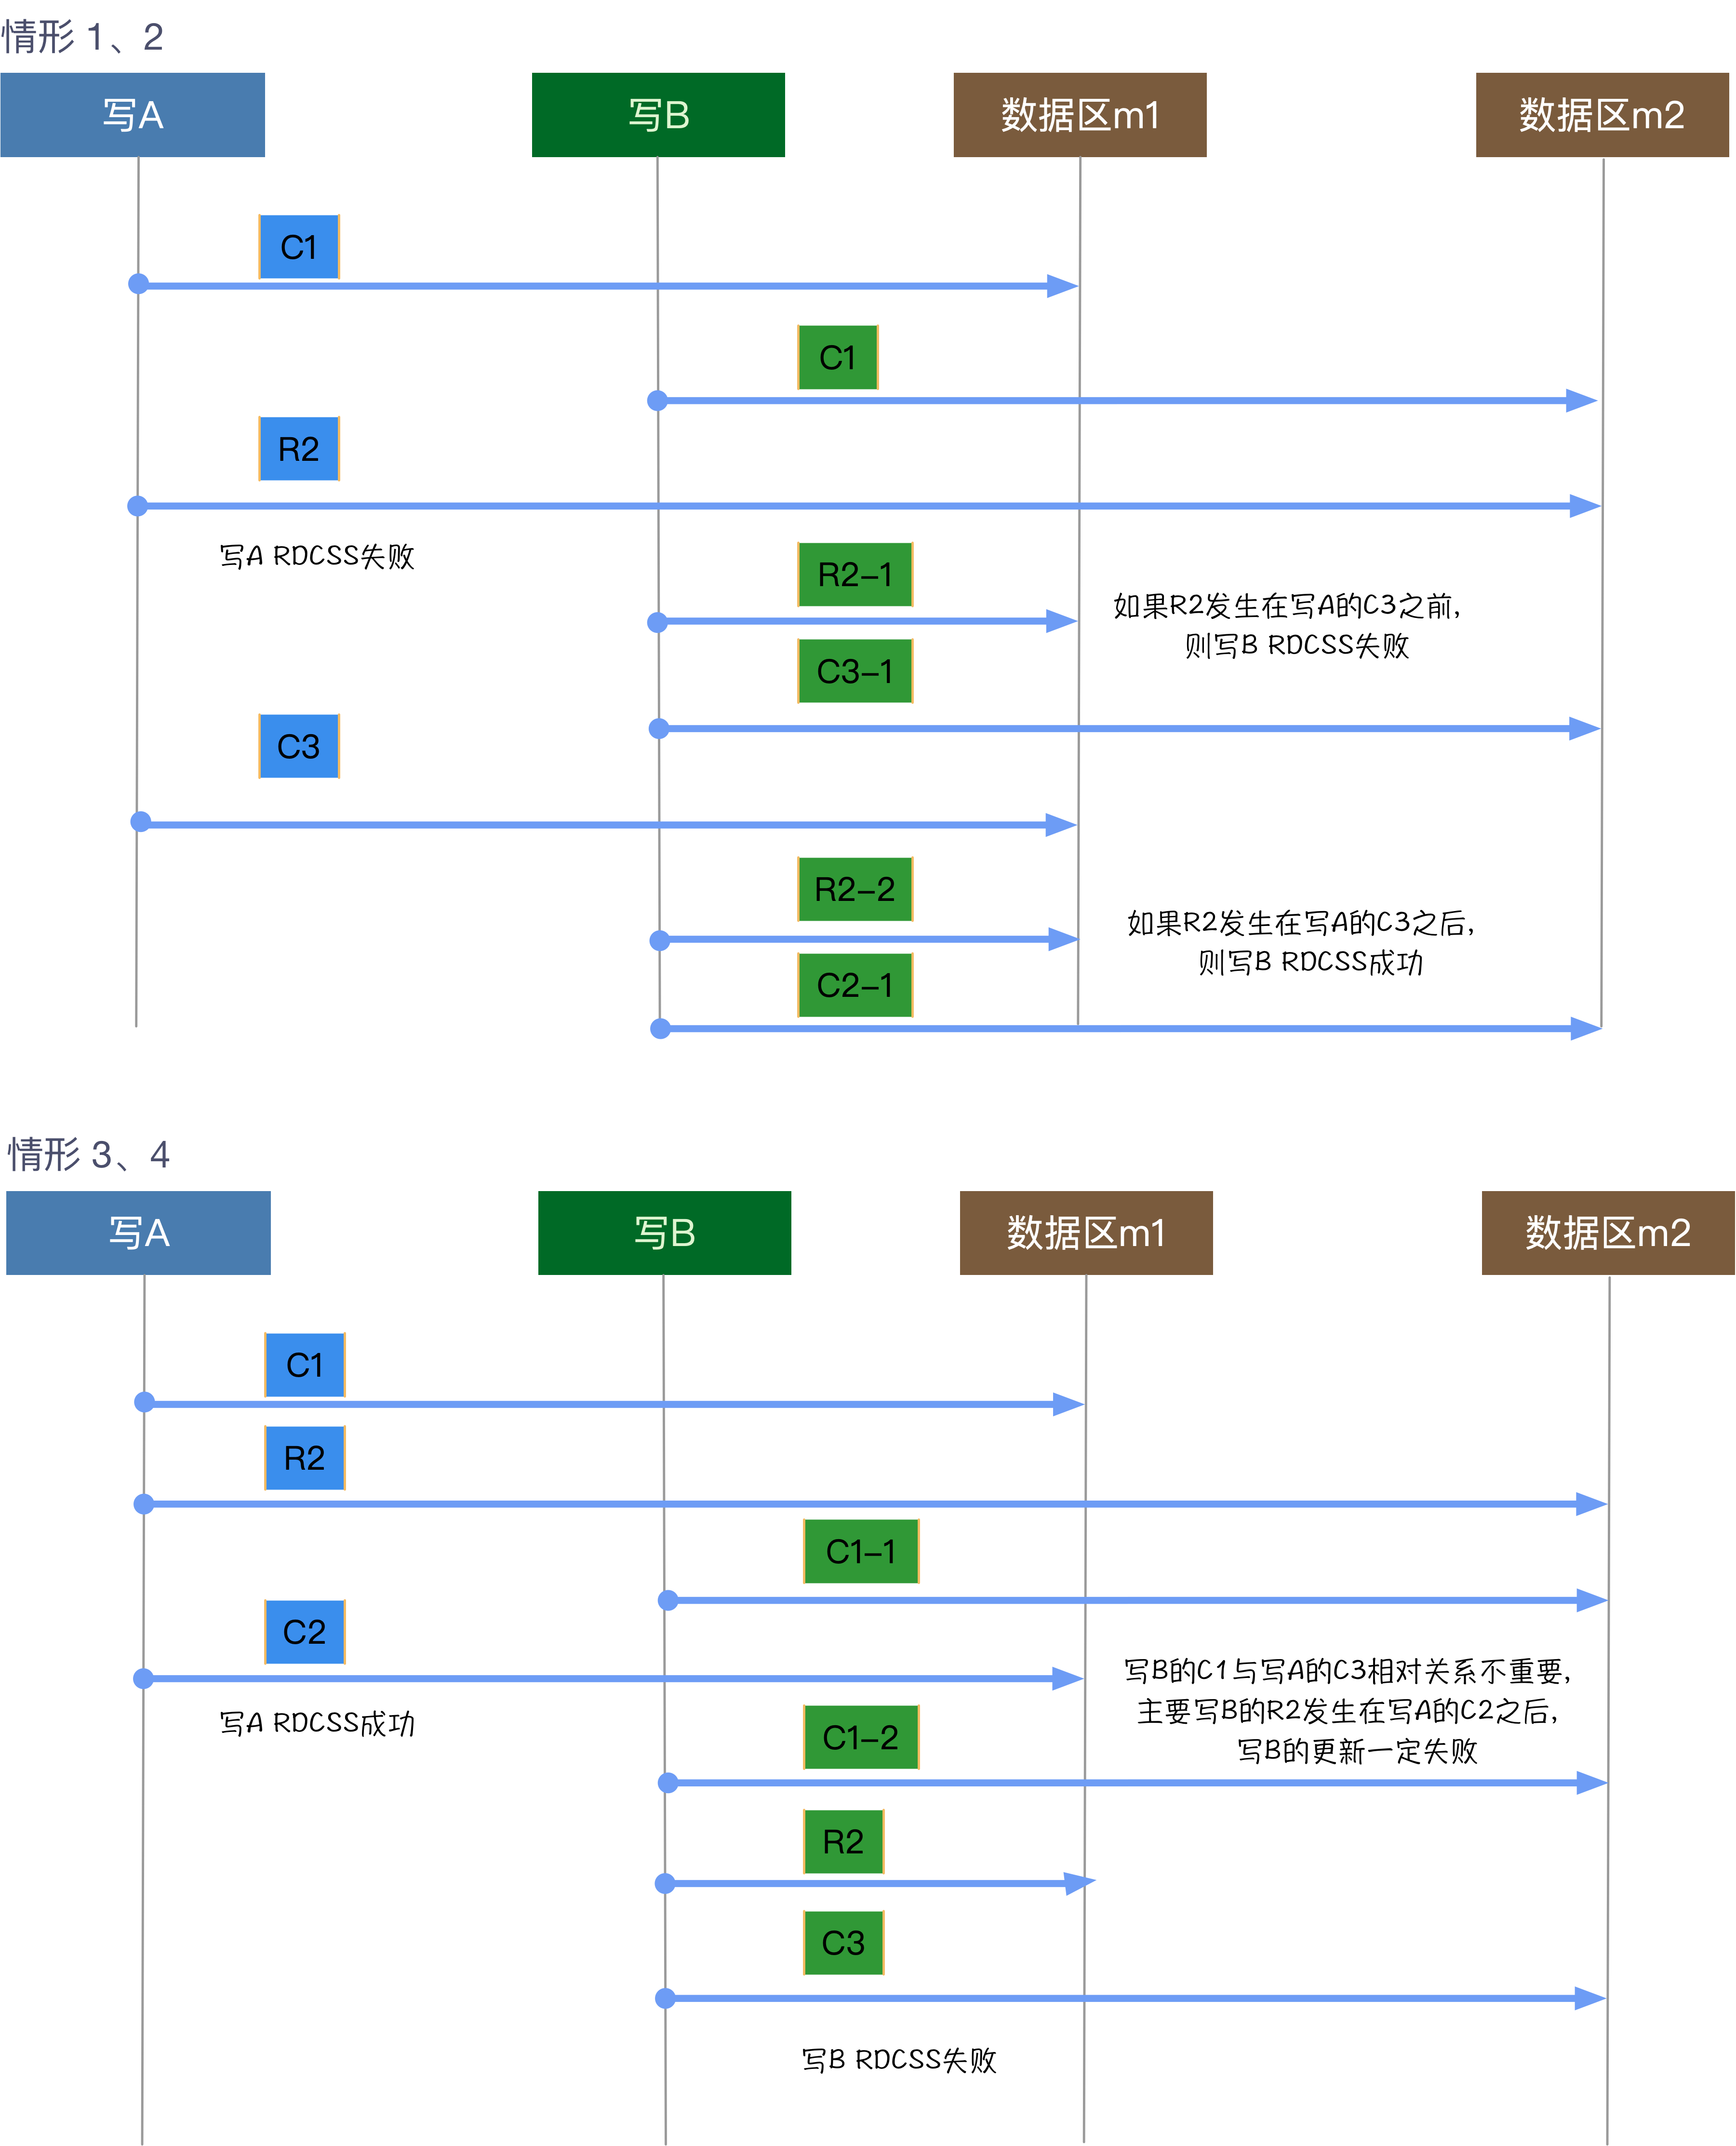 情形 1、2
写A
写B
数据区m1
数据区m2
C1
C1
R2
写A RDCSS失败
R2-1
如果R2发生在写A的C3之前，
则写B RDCSS失败
C3-1
C3
R2-2
如果R2发生在写A的C3之后，
则写B RDCSS成功
C2-1
情形 3、4
写A
写B
数据区m1
数据区m2
C1
R2
C1-1
C2
写A RDCSS成功
写B的C1与写A的C3相对关系不重要，
主要写B的R2发生在写A的C2之后，
写B的更新一定失败
C1-2
R2
C3
写B RDCSS失败